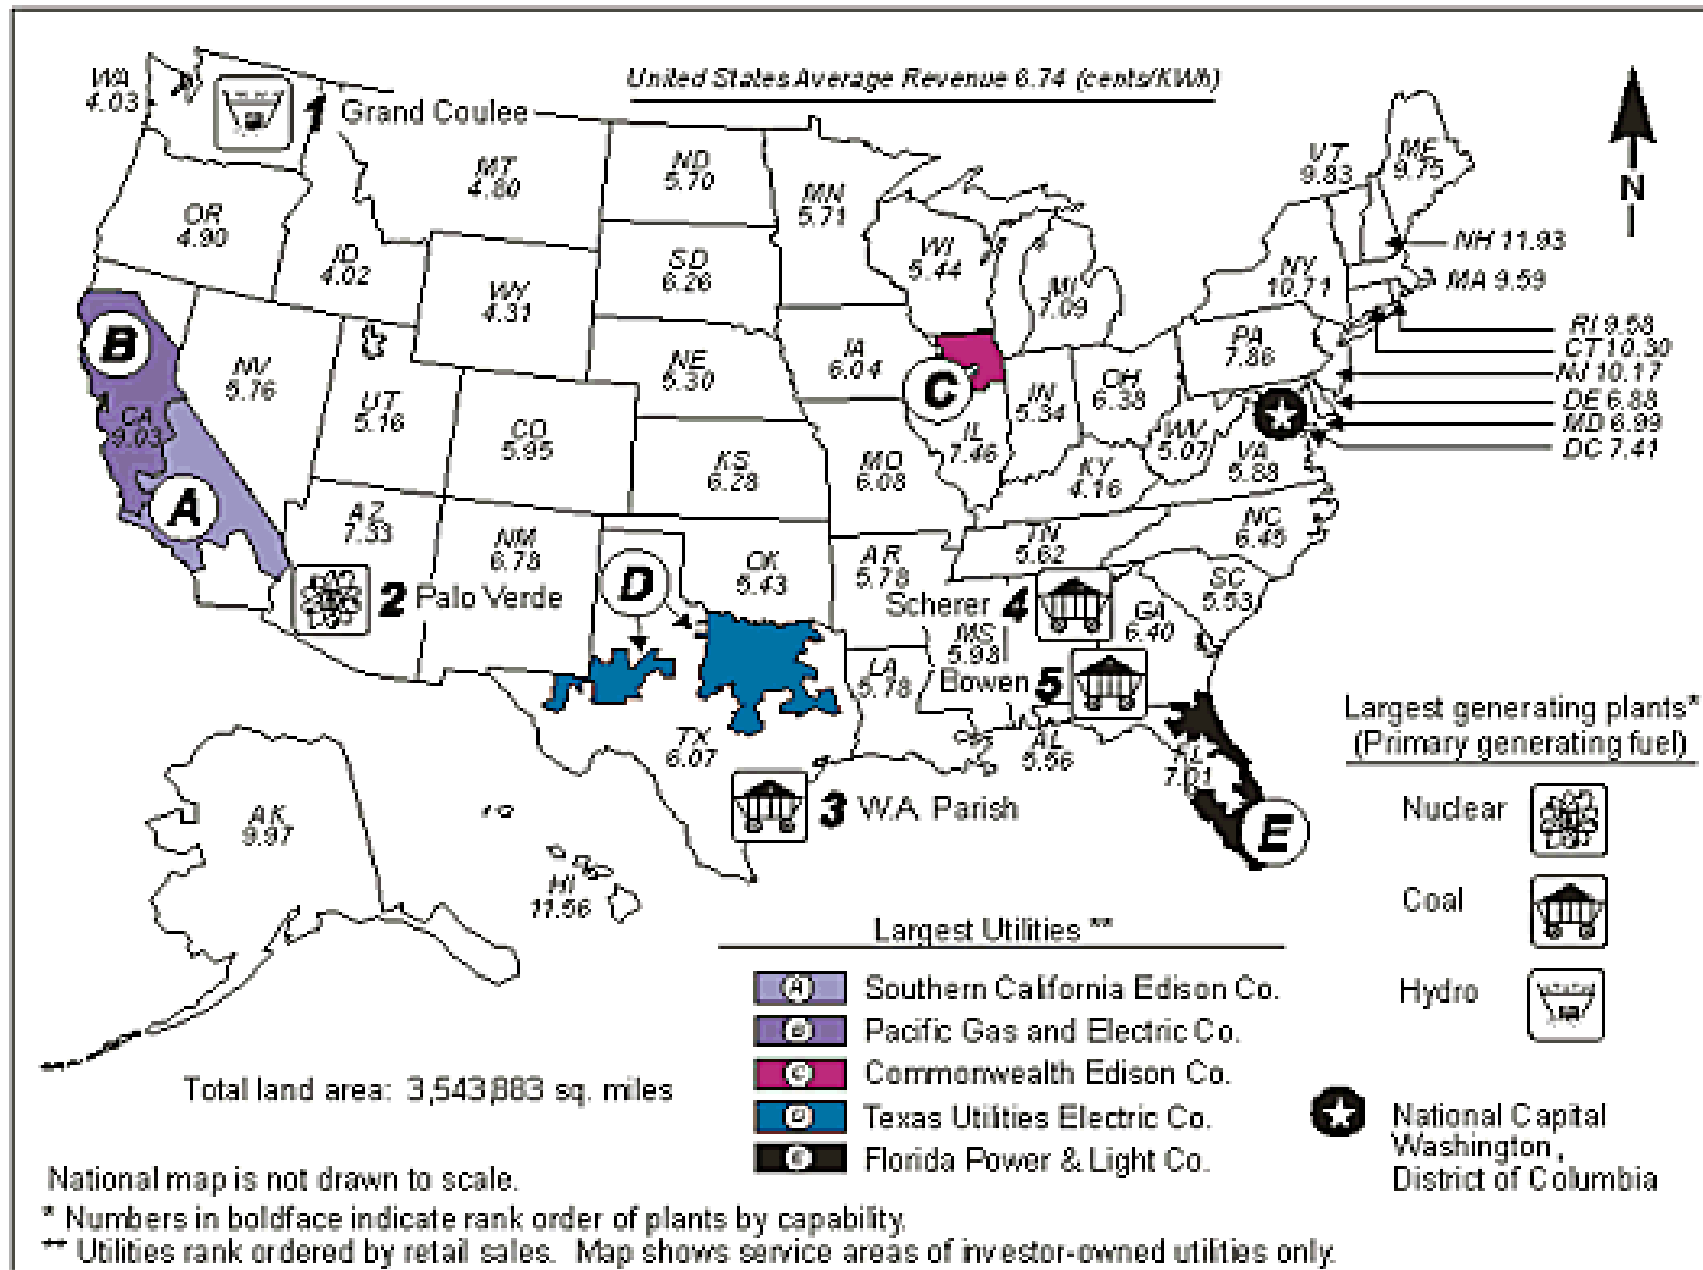 United States Average Revenue 6.74 (cents/KWh)
WA
4.03
1 Grand Coulee
MT
4.80
ND
5.70
MN
5.71
VT
9.83
ME
9.75
N
OR
4.90
ID
4.02
WY
4.31
SD
6.26
WI
5.44
MI
7.09
NY
10.71
NH 11.93
MA 9.59
RI 9.58
CT 10.30
NJ 10.17
DE 6.88
MD 6.99
DC 7.41
B
NV
5.76
UT
5.16
CO
5.95
NE
5.30
IA
6.04
C
IL
7.46
IN
5.34
OH
6.38
PA
7.86
WV
5.07
VA
5.88
CA
9.03
A
KS
6.28
MO
6.08
KY
4.16
AZ
7.33
NM
6.78
OK
5.43
AR
5.78
TN
5.62
NC
6.45
SC
5.53
2 Palo Verde
D
Scherer 4
GA
6.40
MS
5.98
LA
5.78
Bowen 5
AL
5.56
FL
7.01
E
TX
6.07
3 W.A. Parish
AK
9.97
HI
11.56
Largest generating plants*
(Primary generating fuel)
Nuclear
Coal
Hydro
National Capital
Washington,
District of Columbia
Largest Utilities **
A Southern California Edison Co.
B Pacific Gas and Electric Co.
C Commonwealth Edison Co.
D Texas Utilities Electric Co.
E Florida Power & Light Co.
Total land area: 3,543,883 sq. miles
National map is not drawn to scale.
* Numbers in boldface indicate rank order of plants by capability.
** Utilities rank ordered by retail sales. Map shows service areas of investor-owned utilities only.